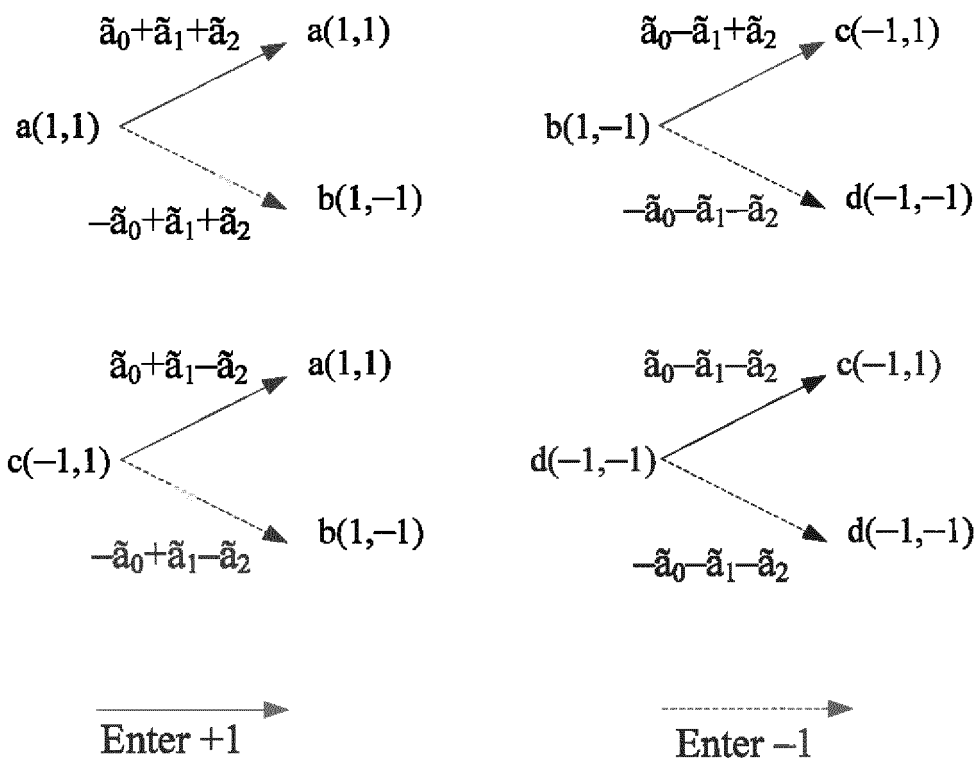 ã₀+ã₁+ã₂ a(1,1)
a(1,1)
b(1,−1)
−ã₀+ã₁+ã₂
ã₀−ã₁+ã₂ c(−1,1)
b(1,−1)
d(−1,−1)
−ã₀−ã₁−ã₂
ã₀+ã₁−ã₂ a(1,1)
c(−1,1)
b(1,−1)
−ã₀+ã₁−ã₂
ã₀−ã₁−ã₂ c(−1,1)
d(−1,−1)
d(−1,−1)
−ã₀−ã₁−ã₂
Enter +1
Enter −1